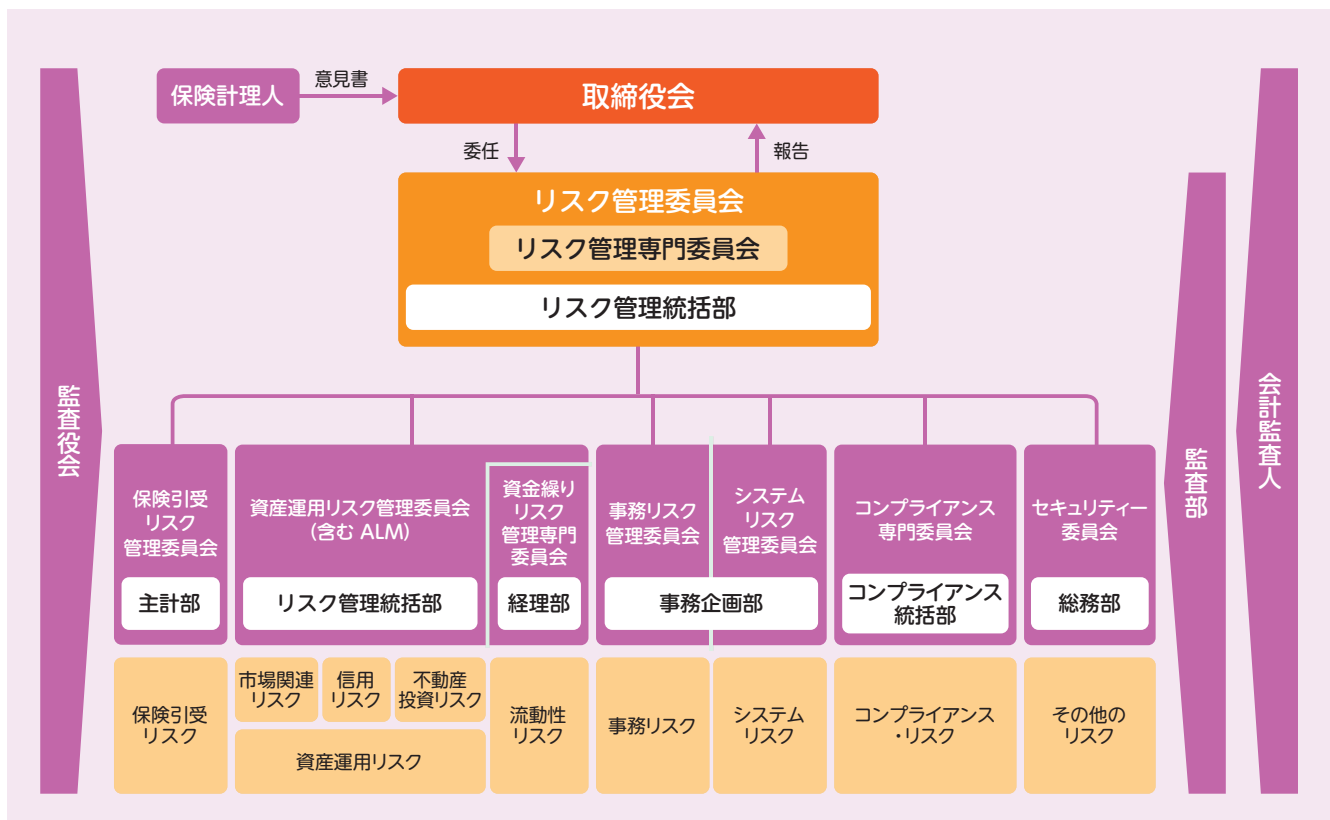 保険計理人
意見書
取締役会
委任
報告
リスク管理委員会
リスク管理専門委員会
リスク管理統括部
監査役会
会計監査人
監査部
保険引受
リスク
管理委員会
主計部
資産運用リスク管理委員会
(含む ALM)
リスク管理統括部
資金繰り
リスク
管理専門
委員会
経理部
事務リスク
管理委員会
システム
リスク
管理委員会
事務企画部
コンプライアンス
専門委員会
コンプライアンス
統括部
セキュリティー
委員会
総務部
保険引受
リスク
市場関連
リスク
信用
リスク
不動産
投資リスク
資産運用リスク
流動性
リスク
事務リスク
システム
リスク
コンプライアンス
・リスク
その他の
リスク